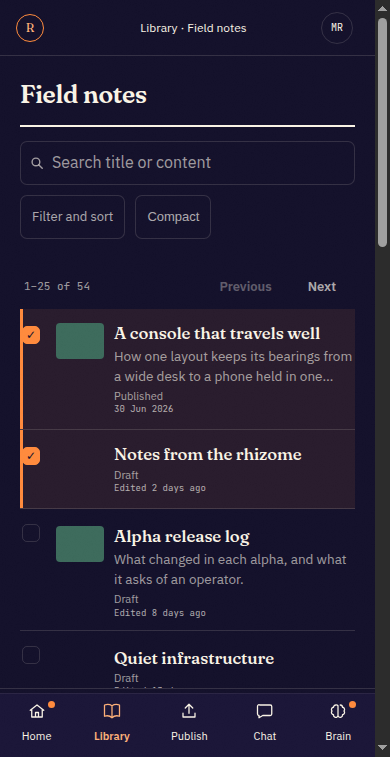 R
Library · Field notes
MR
Field notes
Search title or content
Filter and sort
Compact
1–25 of 54
Previous
Next
A console that travels well
How one layout keeps its bearings from
a wide desk to a phone held in one…
Published
30 Jun 2026
Notes from the rhizome
Draft
Edited 2 days ago
Alpha release log
What changed in each alpha, and what
it asks of an operator.
Draft
Edited 8 days ago
Quiet infrastructure
Draft
Home
Library
Publish
Chat
Brain